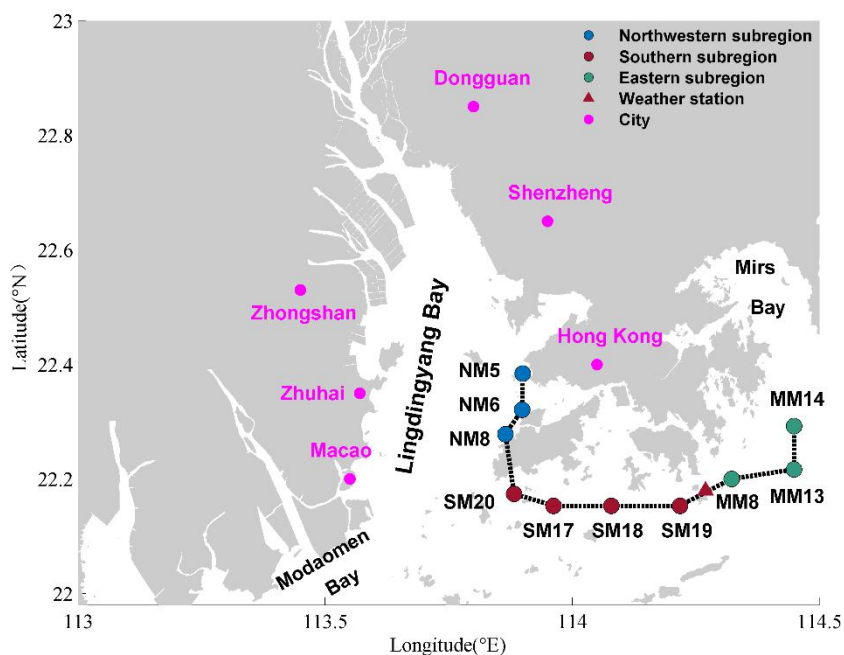 23
22.8
22.6
22.4
22.2
22
Latitude(°N)
113
113.5
114
114.5
Longitude(°E)
Northwestern subregion
Southern subregion
Eastern subregion
Weather station
City
Dongguan
Shenzheng
Mirs
Bay
Zhongshan
Lingdingyang Bay
Hong Kong
NM5
Zhuhai
MM14
NM6
NM8
Macao
SM20
SM17
SM18
SM19
MM8
MM13
Modaomen
Bay